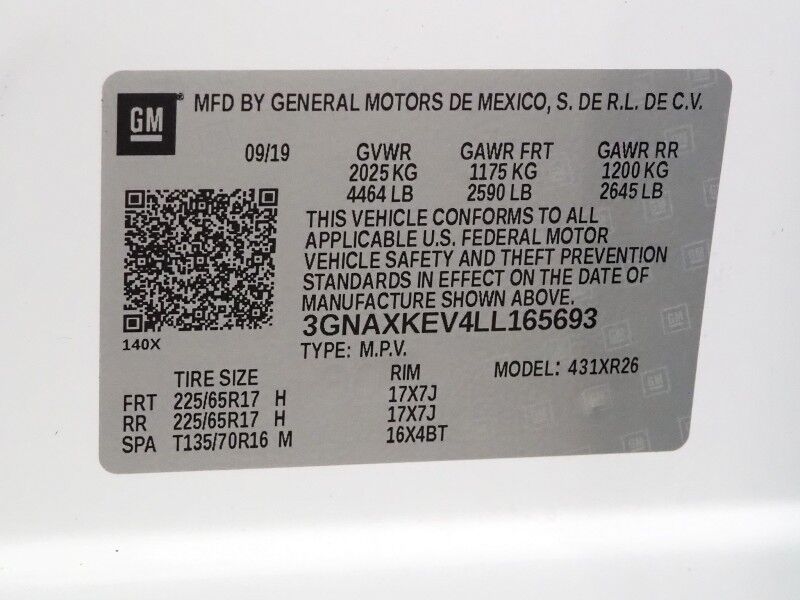 GM® MFD BY GENERAL MOTORS DE MEXICO, S. DE R.L. DE C.V.
09/19 GVWR GAWR FRT GAWR RR
2025 KG 1175 KG 1200 KG
4464 LB 2590 LB 2645 LB
THIS VEHICLE CONFORMS TO ALL
APPLICABLE U.S. FEDERAL MOTOR
VEHICLE SAFETY AND THEFT PREVENTION
STANDARDS IN EFFECT ON THE DATE OF
MANUFACTURE SHOWN ABOVE.
3GNAXKEV4LL165693
140X
TYPE: M.P.V. MODEL: 431XR26
TIRE SIZE RIM
FRT 225/65R17 H 17X7J
RR 225/65R17 H 17X7J
SPA T135/70R16 M 16X4BT